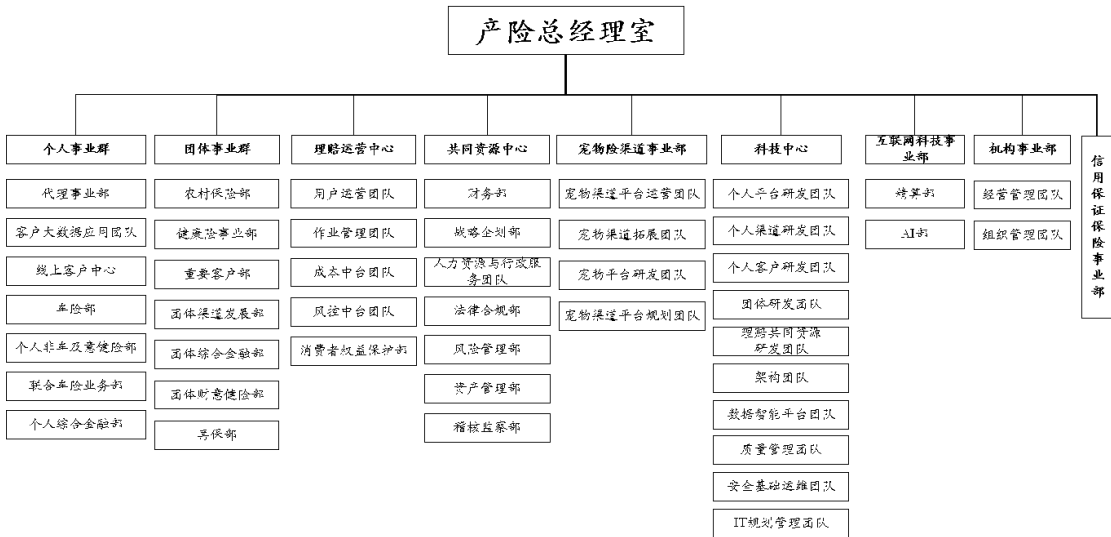 产险总经理室
个人事业群
代理事业部
客户大数据应用团队
线上客户中心
车险部
个人非车及意健险部
联合车险业务部
个人综合金融部
团体事业群
农村保险部
健康险事业部
重要客户部
团体渠道发展部
团体综合金融部
团体财意健险部
再保部
理赔运营中心
用户运营团队
作业管理团队
成本中台团队
风控中台团队
消费者权益保护部
共同资源中心
财务部
战略企划部
人力资源与行政服
务团队
法律合规部
风险管理部
资产管理部
稽核监察部
宠物险渠道事业部
宠物渠道平台运营团队
宠物渠道拓展团队
宠物平台研发团队
宠物渠道平台规划团队
科技中心
个人平台研发团队
个人渠道研发团队
个人客户研发团队
团体研发团队
理赔共同资源
研发团队
架构团队
数据智能平台团队
质量管理团队
安全基础运维团队
IT规划管理团队
互联网科技事
业部
精算部
AI部
机构事业部
经营管理团队
组织管理团队
信用保证保险事业部